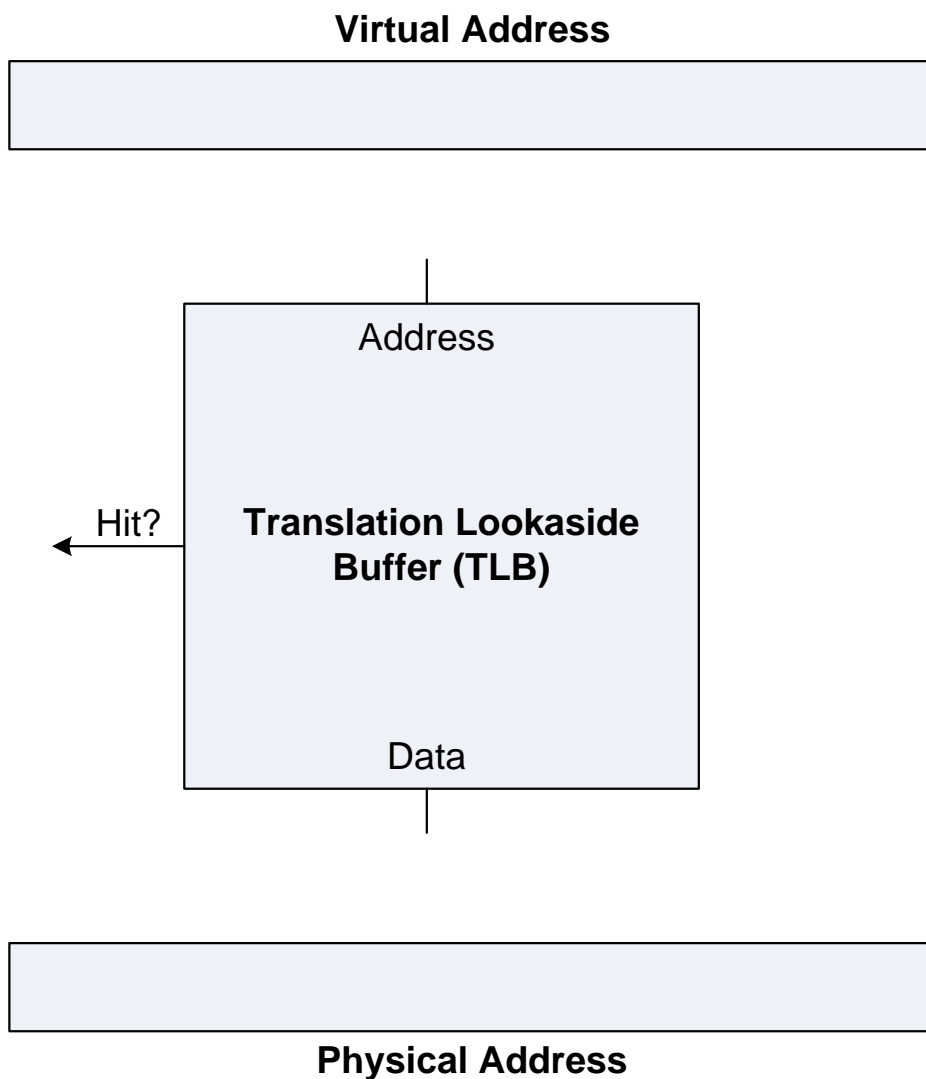 Virtual Address
Address
Hit?
Translation Lookaside
Buffer (TLB)
Data
Physical Address